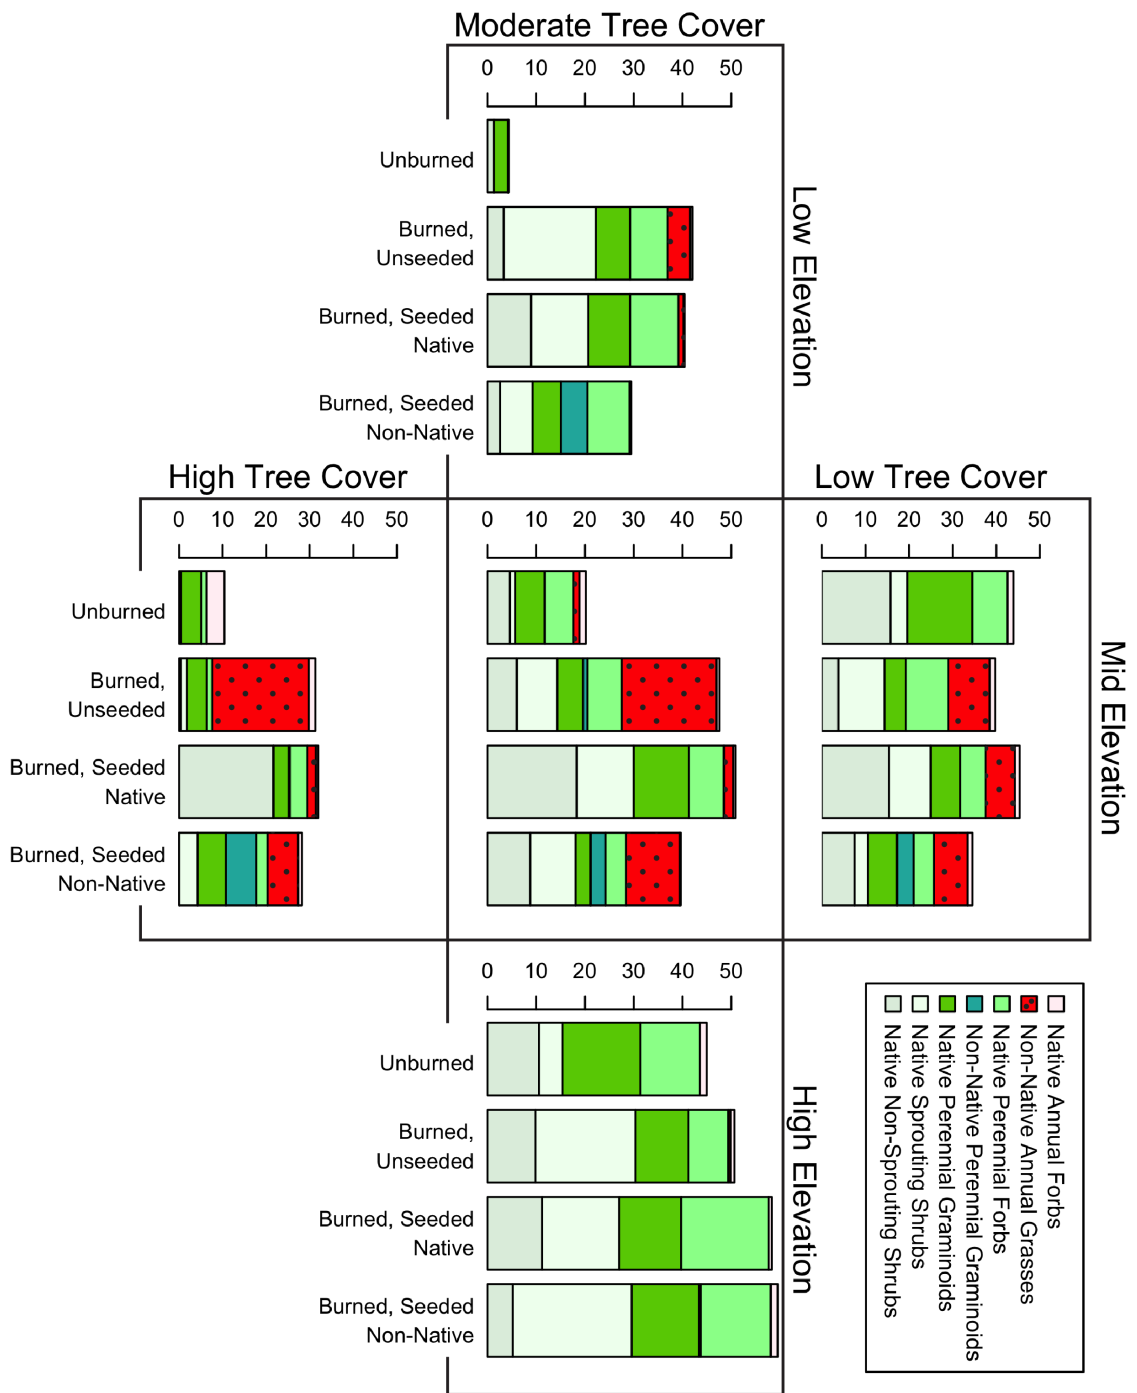 Moderate Tree Cover
0 10 20 30 40 50
Unburned
Burned,
Unseeded
Burned, Seeded
Native
Burned, Seeded
Non-Native
Low Elevation
High Tree Cover
Low Tree Cover
0 10 20 30 40 50
0 10 20 30 40 50
0 10 20 30 40 50
Unburned
Burned,
Unseeded
Burned, Seeded
Native
Burned, Seeded
Non-Native
Mid Elevation
0 10 20 30 40 50
Unburned
Burned,
Unseeded
Burned, Seeded
Native
Burned, Seeded
Non-Native
High Elevation
Native Annual Forbs
Non-Native Annual Grasses
Native Perennial Forbs
Non-Native Perennial Graminoids
Native Perennial Graminoids
Native Sprouting Shrubs
Native Non-Sprouting Shrubs